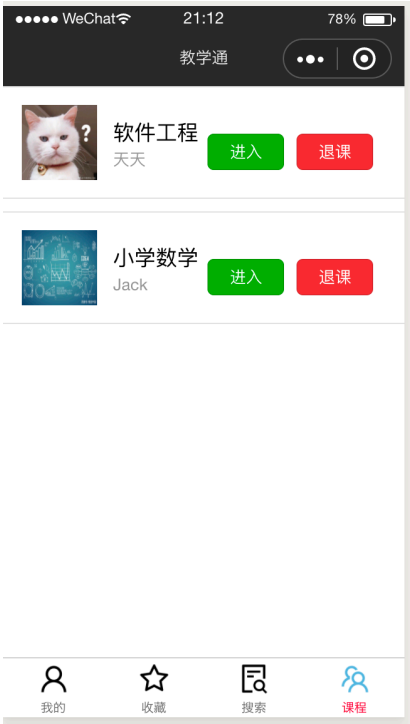 WeChat 21:12 78%
教学通
?
软件工程
天天
进入 退课
小学数学
Jack
进入 退课
我的 收藏 搜索 课程